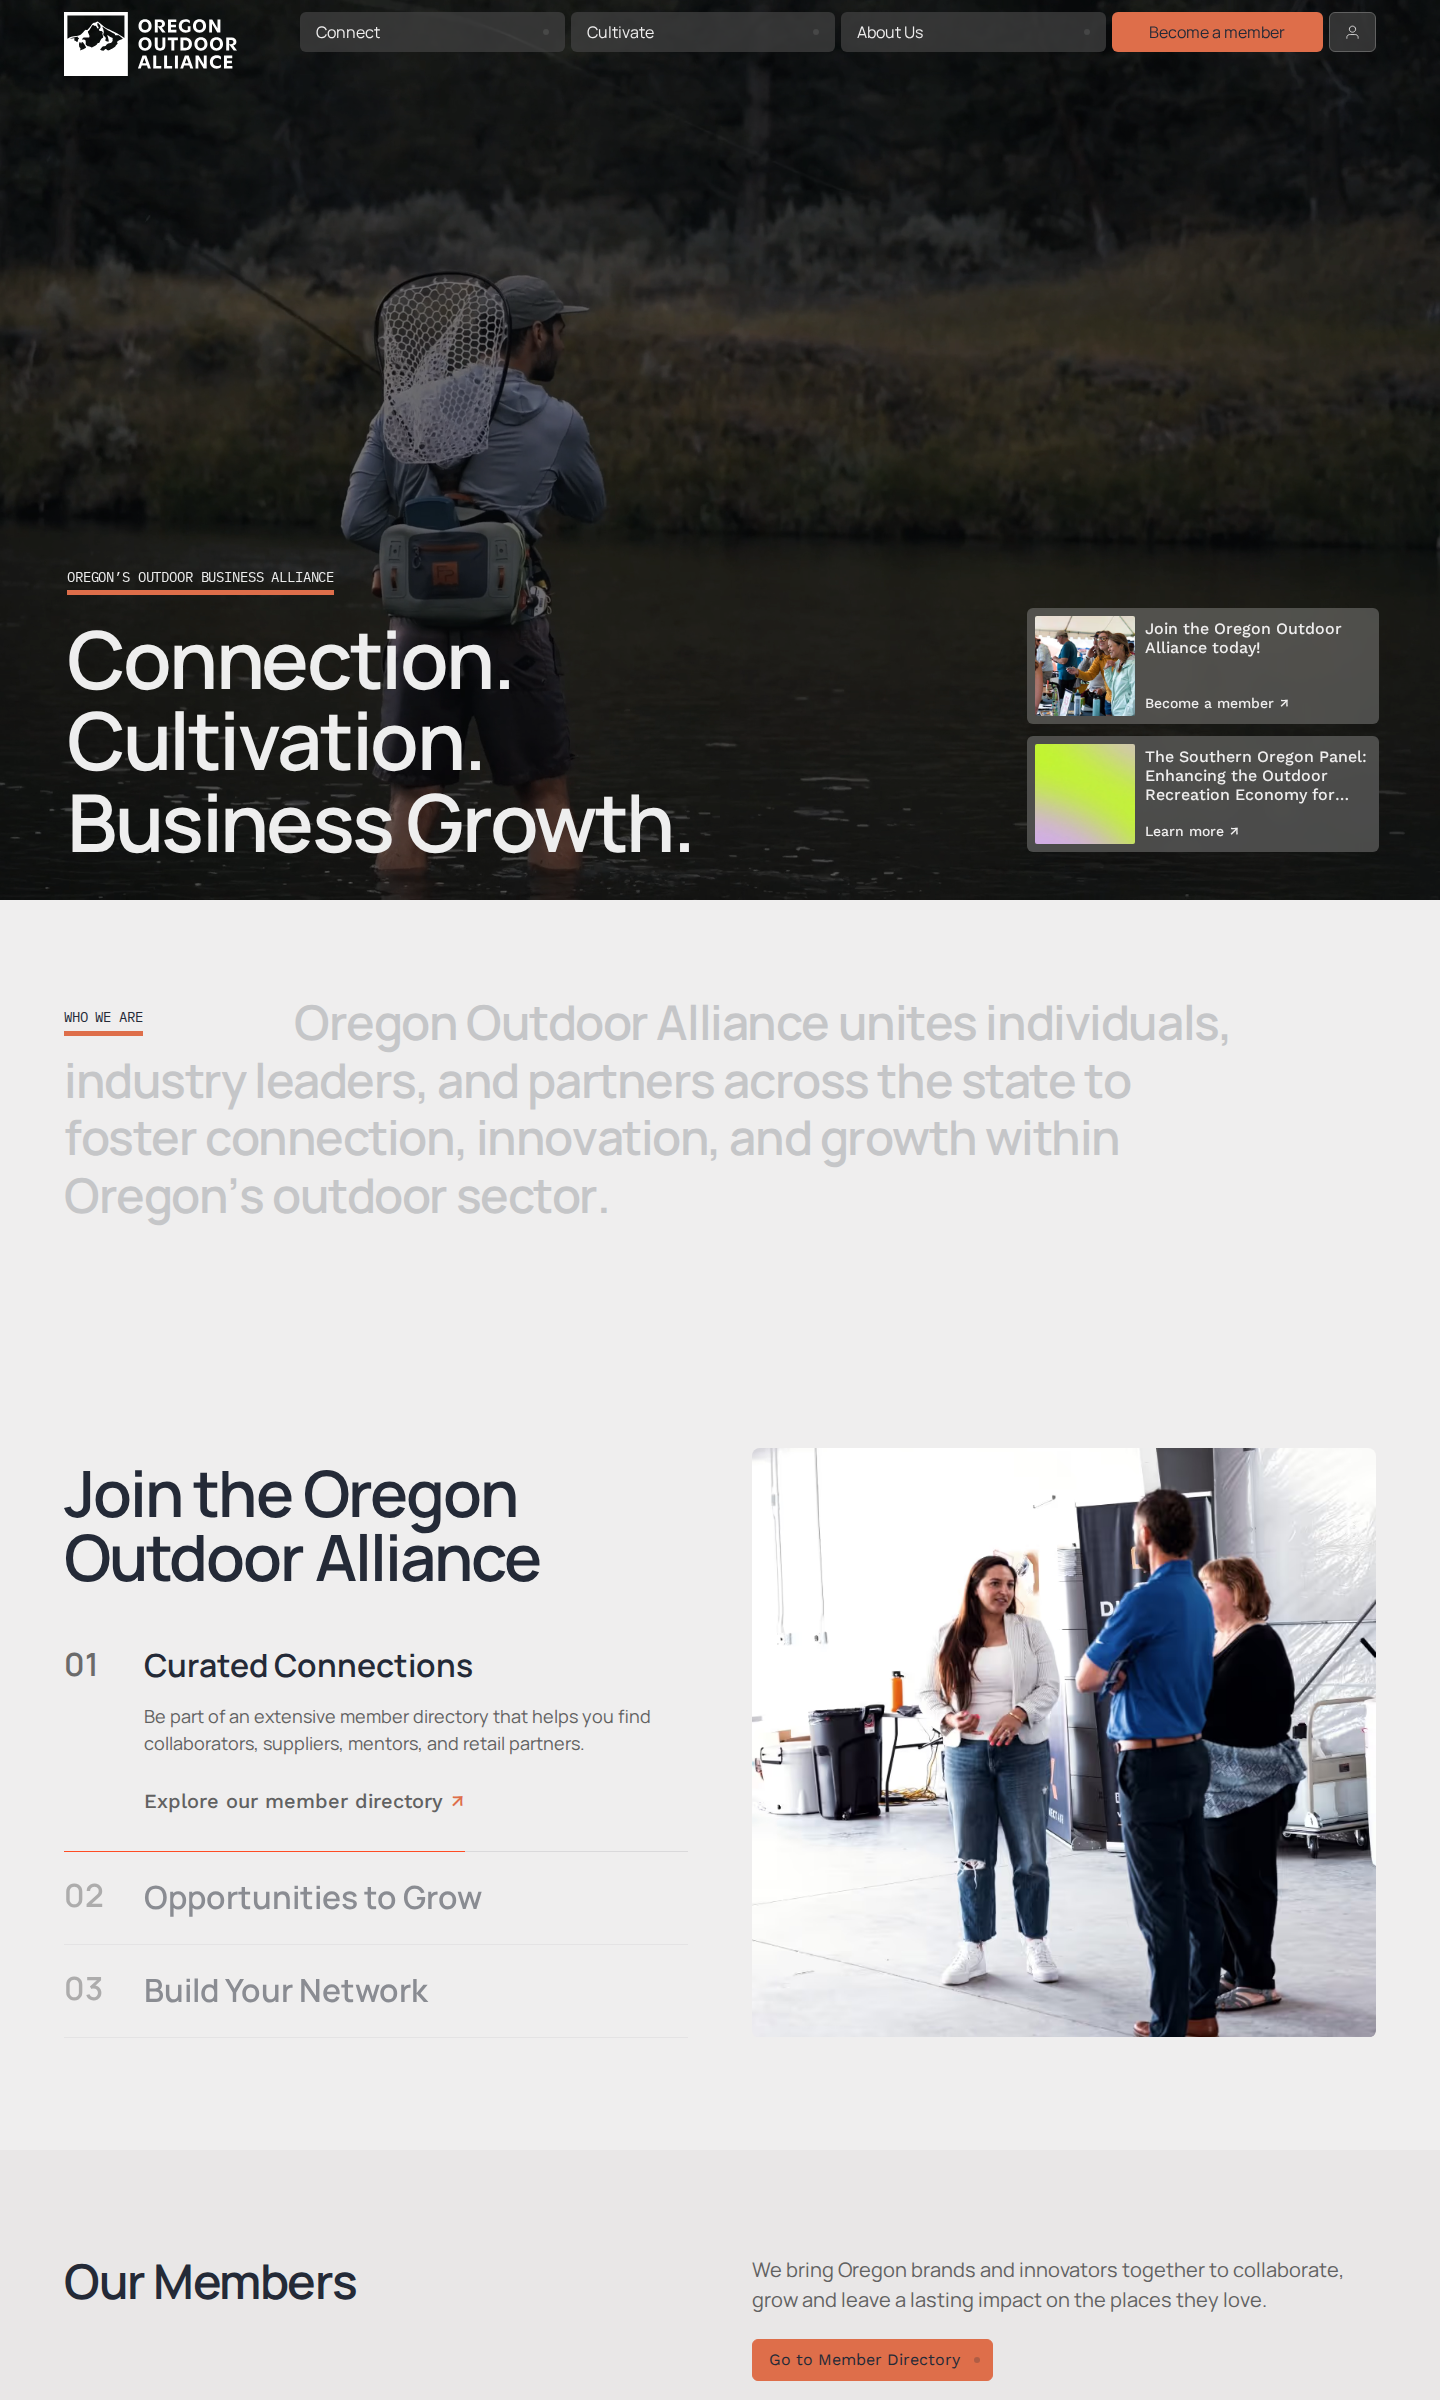 OREGON
OUTDOOR
ALLIANCE
Connect
Cultivate
About Us
Become a member
OREGON'S OUTDOOR BUSINESS ALLIANCE
Connection.
Cultivation.
Business Growth.
Join the Oregon Outdoor
Alliance today!
Become a member
The Southern Oregon Panel:
Enhancing the Outdoor
Recreation Economy for...
Learn more
WHO WE ARE
Oregon Outdoor Alliance unites individuals,
industry leaders, and partners across the state to
foster connection, innovation, and growth within
Oregon's outdoor sector.
Join the Oregon
Outdoor Alliance
01
Curated Connections
Be part of an extensive member directory that helps you find
collaborators, suppliers, mentors, and retail partners.
Explore our member directory
02
Opportunities to Grow
03
Build Your Network
Our Members
We bring Oregon brands and innovators together to collaborate,
grow and leave a lasting impact on the places they love.
Go to Member Directory